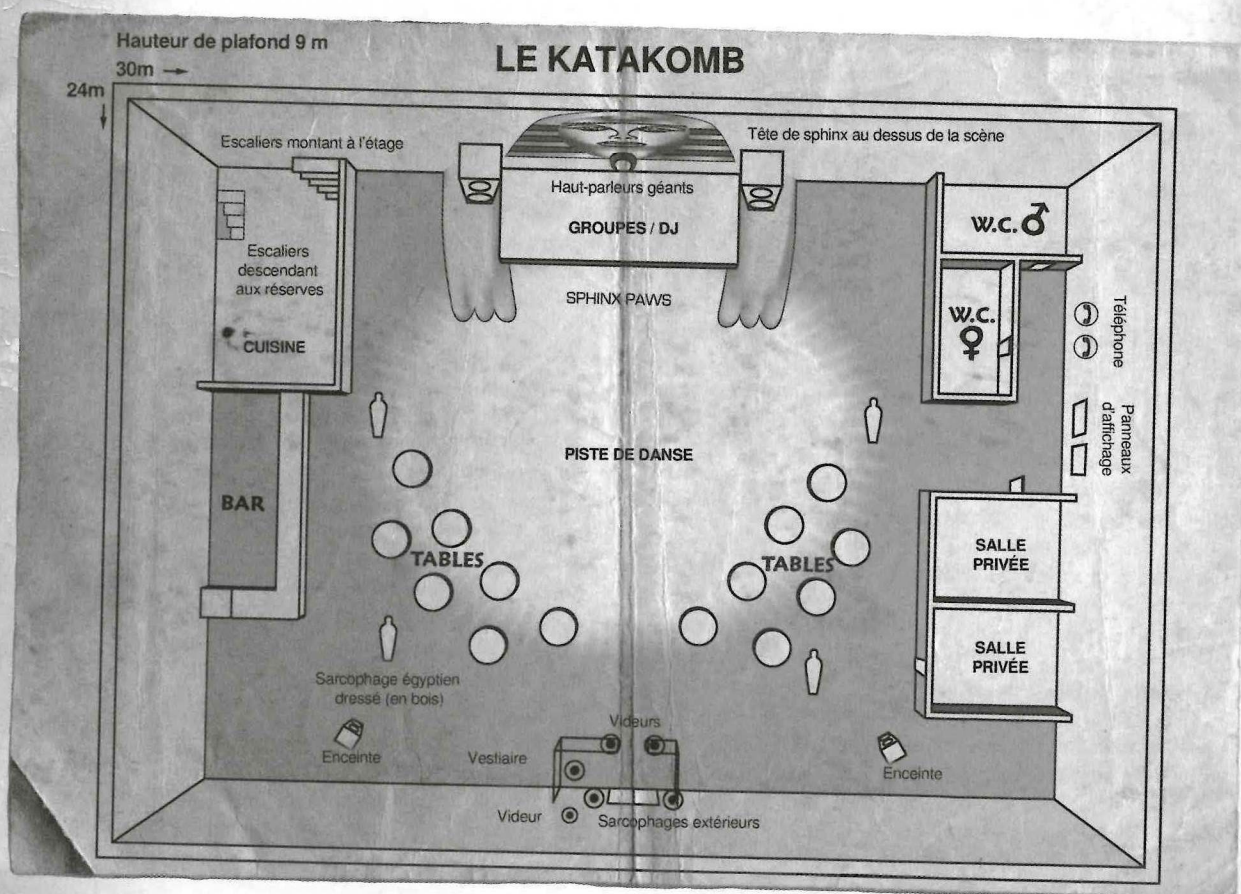 Hauteur de plafond 9 m
LE KATAKOMB
30m →
24m
↓
Escaliers montant à l'étage
Tête de sphinx au dessus de la scène
Haut-parleurs géants
GROUPES / DJ
W.C. ♂
Escaliers
descendant
aux réserves
SPHINX PAWS
W.C.
♀
Téléphone
CUISINE
Panneaux
d'affichage
PISTE DE DANSE
BAR
TABLES
TABLES
SALLE
PRIVÉE
SALLE
PRIVÉE
Sarcophage égyptien
dressé (en bois)
Videurs
Enceinte
Vestiaire
Enceinte
Videur
Sarcophages extérieurs